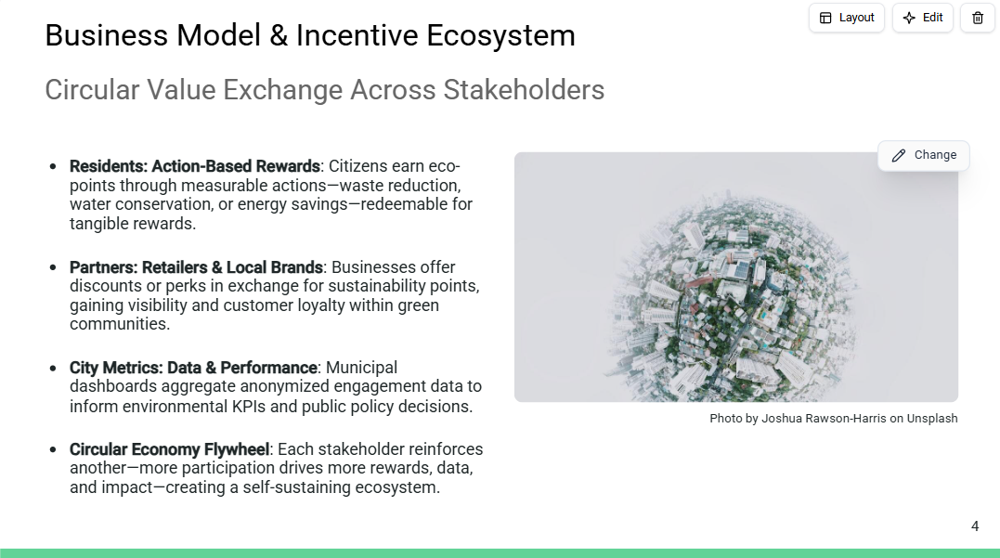 Business Model & Incentive Ecosystem
Layout
Edit
Circular Value Exchange Across Stakeholders
Change
• Residents: Action-Based Rewards: Citizens earn eco-
points through measurable actions—waste reduction,
water conservation, or energy savings—redeemable for
tangible rewards.
• Partners: Retailers & Local Brands: Businesses offer
discounts or perks in exchange for sustainability points,
gaining visibility and customer loyalty within green
communities.
• City Metrics: Data & Performance: Municipal
dashboards aggregate anonymized engagement data to
inform environmental KPIs and public policy decisions.
• Circular Economy Flywheel: Each stakeholder reinforces
another—more participation drives more rewards, data,
and impact—creating a self-sustaining ecosystem.
Photo by Joshua Rawson-Harris on Unsplash
4